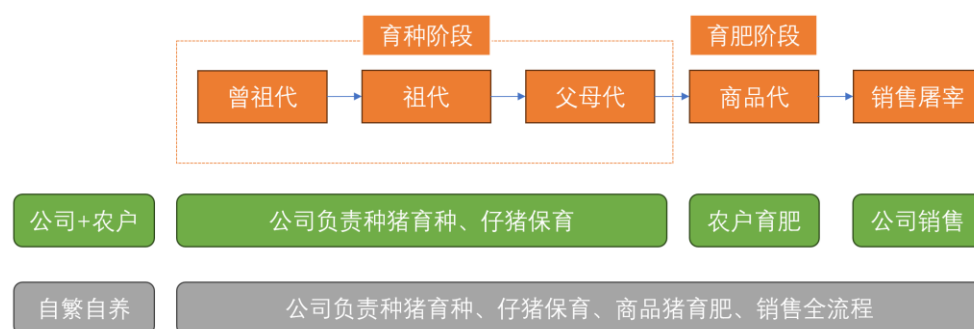 育种阶段
育肥阶段
曾祖代
祖代
父母代
商品代
销售屠宰
公司+农户
公司负责种猪育种、仔猪保育
农户育肥
公司销售
自繁自养
公司负责种猪育种、仔猪保育、商品猪育肥、销售全流程